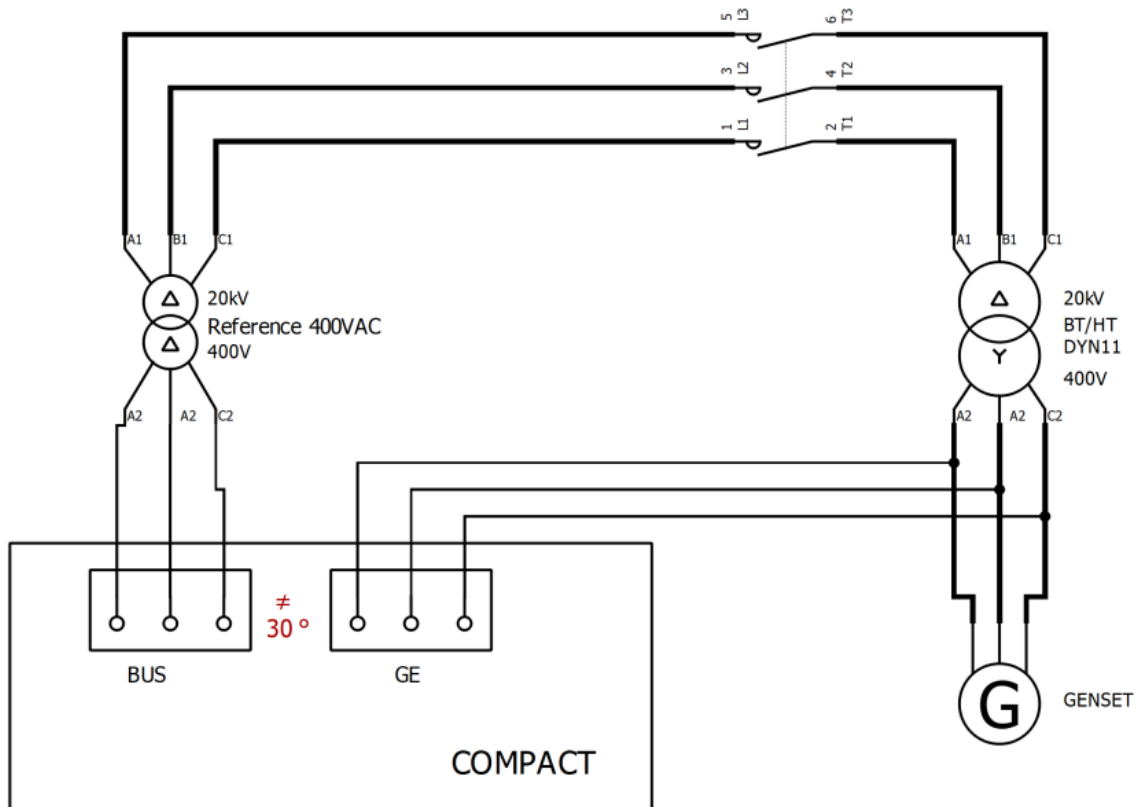 5 L3 6 T3
3 L2 4 T2
1 L1 2 T1
A1 B1 C1
A1 B1 C1
20kV
Reference 400VAC
400V
20kV
BT/HT
DYN11
Y
400V
A2 A2 C2
A2 A2 C2
≠
30 °
BUS
GE
G
GENSET
COMPACT